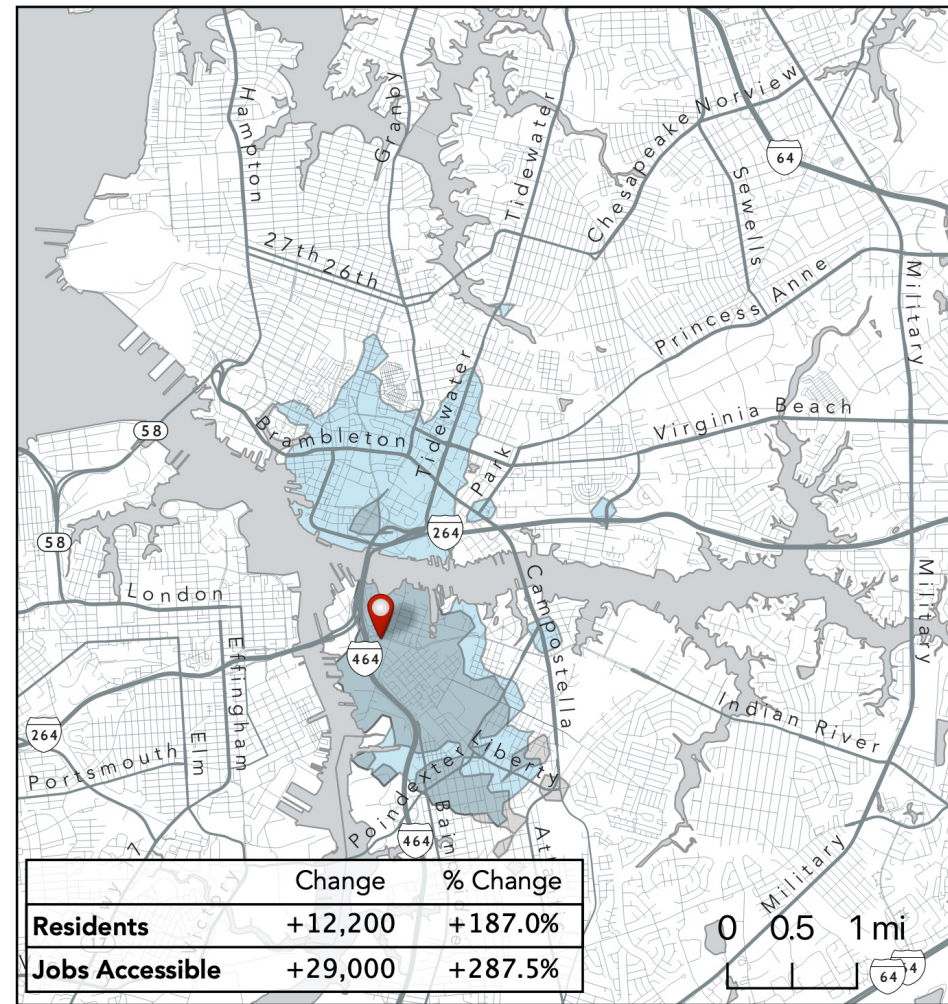 Hampton
Granby
Tidewater
Chesapeake
Norview
64
Sewells
27th 26th
Princess Anne
Military
Tidewater
Virginia Beach
58
Brambleton
Park
264
58
Military
London
Campostella
464
Effingham
Indian River
264
Elm
Portsmouth
Liberty
Poindexter
Bain
464
Military
Change % Change
Residents +12,200 +187.0%
Jobs Accessible +29,000 +287.5%
0 0.5 1 mi
64